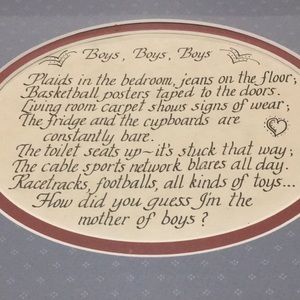 Boys, Boys, Boys
Plaids in the bedroom, jeans on the floor;
Basketball posters taped to the doors.
Living room carpet shows signs of wear;
The fridge and the cupboards are
constantly bare.
The toilet seats up—it's stuck that way;
The cable sports network blares all day.
Racetracks, footballs, all kinds of toys...
How did you guess I'm the
mother of boys?